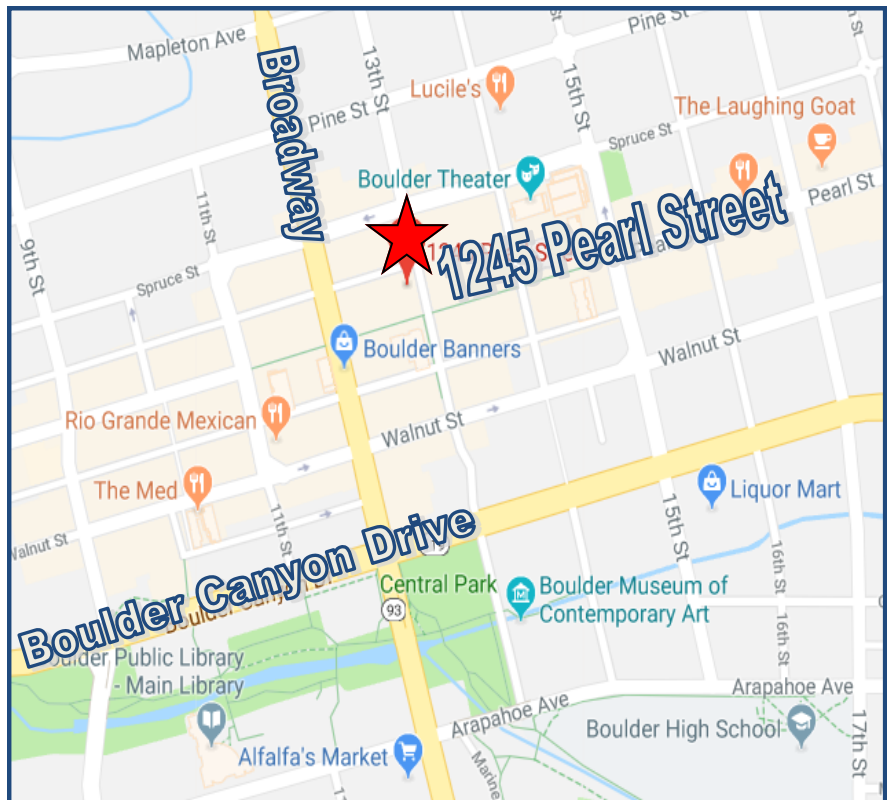 Mapleton Ave
Pine St
Broadway
13th St
Lucile's
15th St
The Laughing Goat
Pine St
Spruce St
Boulder Theater
Pearl St
11th St
1245 Pearl Street
9th St
Spruce St
Boulder Banners
Walnut St
Rio Grande Mexican
Walnut St
The Med
Liquor Mart
11th St
15th St
Walnut St
Boulder Canyon Drive
16th St
Central Park
Boulder Museum of
Contemporary Art
93
16th St
Public Library
- Main Library
Arapahoe Ave
Arapahoe Ave
Boulder High School
17th St
Alfalfa's Market
Marine